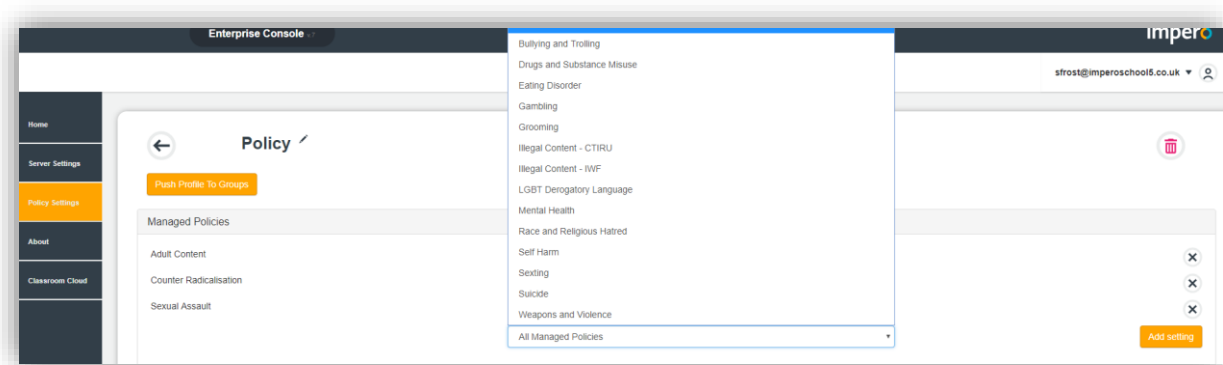 Enterprise Console v7
impero
sfrost@imperoschool5.co.uk
Home
Server Settings
Policy Settings
About
Classroom Cloud
Policy
Push Profile To Groups
Managed Policies
Adult Content
Counter Radicalisation
Sexual Assault
Bullying and Trolling
Drugs and Substance Misuse
Eating Disorder
Gambling
Grooming
Illegal Content - CTIRU
Illegal Content - IWF
LGBT Derogatory Language
Mental Health
Race and Religious Hatred
Self Harm
Sexting
Suicide
Weapons and Violence
All Managed Policies
Add setting